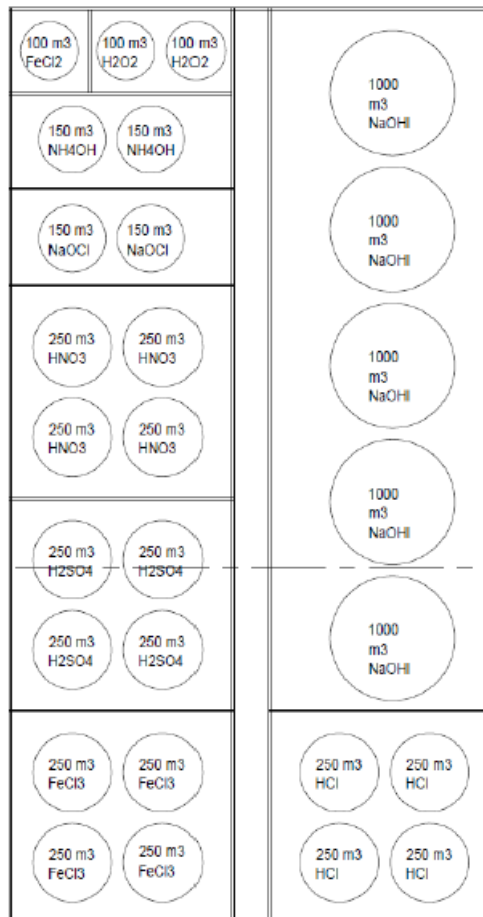 100 m3
FeCl2
100 m3
H2O2
100 m3
H2O2
150 m3
NH4OH
150 m3
NH4OH
150 m3
NaOCl
150 m3
NaOCl
250 m3
HNO3
250 m3
HNO3
250 m3
HNO3
250 m3
HNO3
250 m3
H2SO4
250 m3
H2SO4
250 m3
H2SO4
250 m3
H2SO4
250 m3
FeCl3
250 m3
FeCl3
250 m3
FeCl3
250 m3
FeCl3
1000
m3
NaOHl
1000
m3
NaOHl
1000
m3
NaOHl
1000
m3
NaOHl
1000
m3
NaOHl
250 m3
HCl
250 m3
HCl
250 m3
HCl
250 m3
HCl